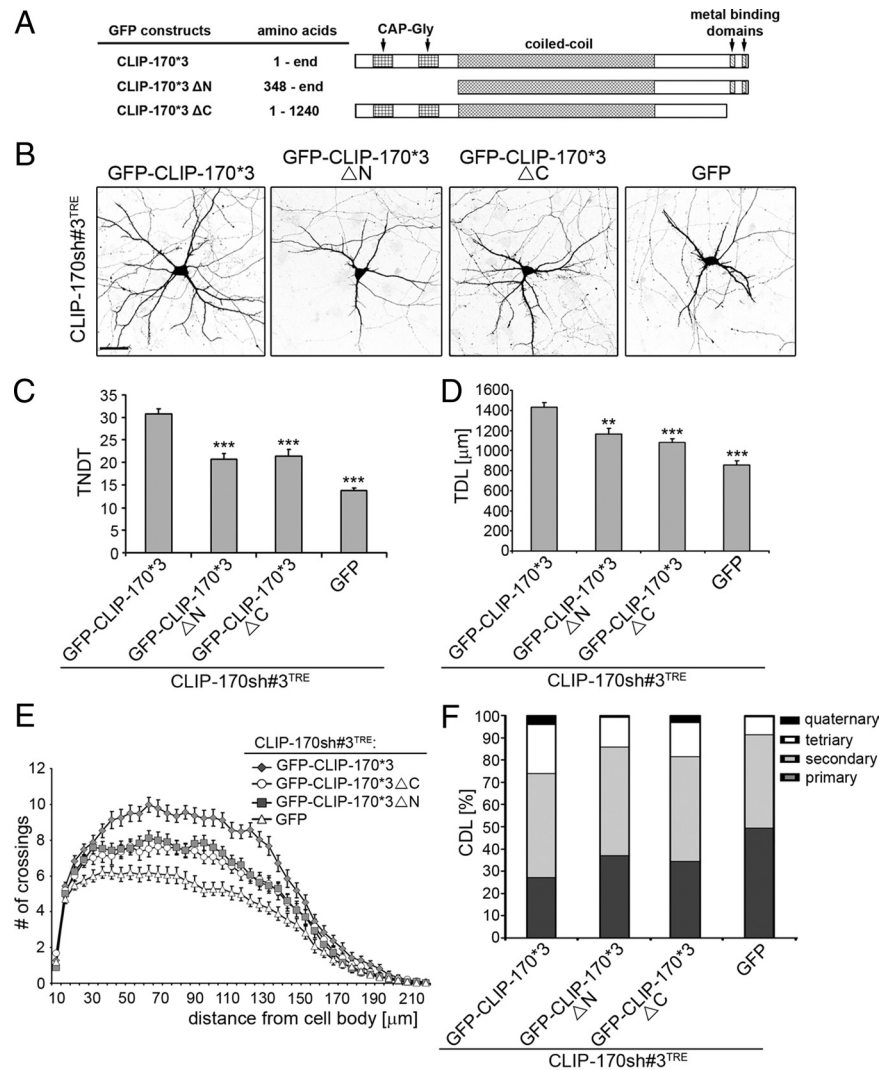 A
GFP constructs amino acids
CLIP-170*3 1 - end
CLIP-170*3 ΔN 348 - end
CLIP-170*3 ΔC 1 - 1240
CAP-Gly
coiled-coil
metal binding
domains
B
GFP-CLIP-170*3
GFP-CLIP-170*3
△N
GFP-CLIP-170*3
△C
GFP
CLIP-170sh#3TRE
C
TNDT
35
30
25
20
15
10
5
0
***
***
***
GFP-CLIP-170*3
GFP-CLIP-170*3
△N
GFP-CLIP-170*3
△C
GFP
CLIP-170sh#3TRE
D
TDL [µm]
1600
1400
1200
1000
800
600
400
200
0
**
***
***
GFP-CLIP-170*3
GFP-CLIP-170*3
△N
GFP-CLIP-170*3
△C
GFP
CLIP-170sh#3TRE
E
CLIP-170sh#3TRE:
GFP-CLIP-170*3
GFP-CLIP-170*3△C
GFP-CLIP-170*3△N
GFP
# of crossings
12
10
8
6
4
2
0
10 30 50 70 90 110 130 150 170 190 210
distance from cell body [µm]
F
CDL [%]
100
90
80
70
60
50
40
30
20
10
0
quaternary
tetriary
secondary
primary
GFP-CLIP-170*3
GFP-CLIP-170*3
△N
GFP-CLIP-170*3
△C
GFP
CLIP-170sh#3TRE